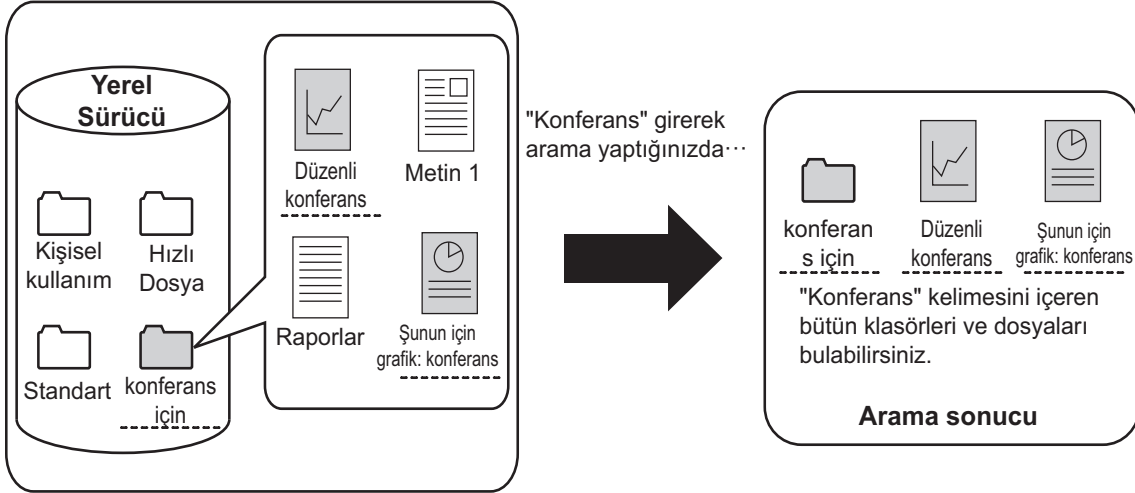 Yerel
Sürücü
Kişisel
kullanım
Hızlı
Dosya
Standart
konferans
için
Düzenli
konferans
Metin 1
Raporlar
Şunun için
grafik: konferans
"Konferans" girerek
arama yaptığınızda…
konferan
s için
Düzenli
konferans
Şunun için
grafik: konferans
"Konferans" kelimesini içeren
bütün klasörleri ve dosyaları
bulabilirsiniz.
Arama sonucu